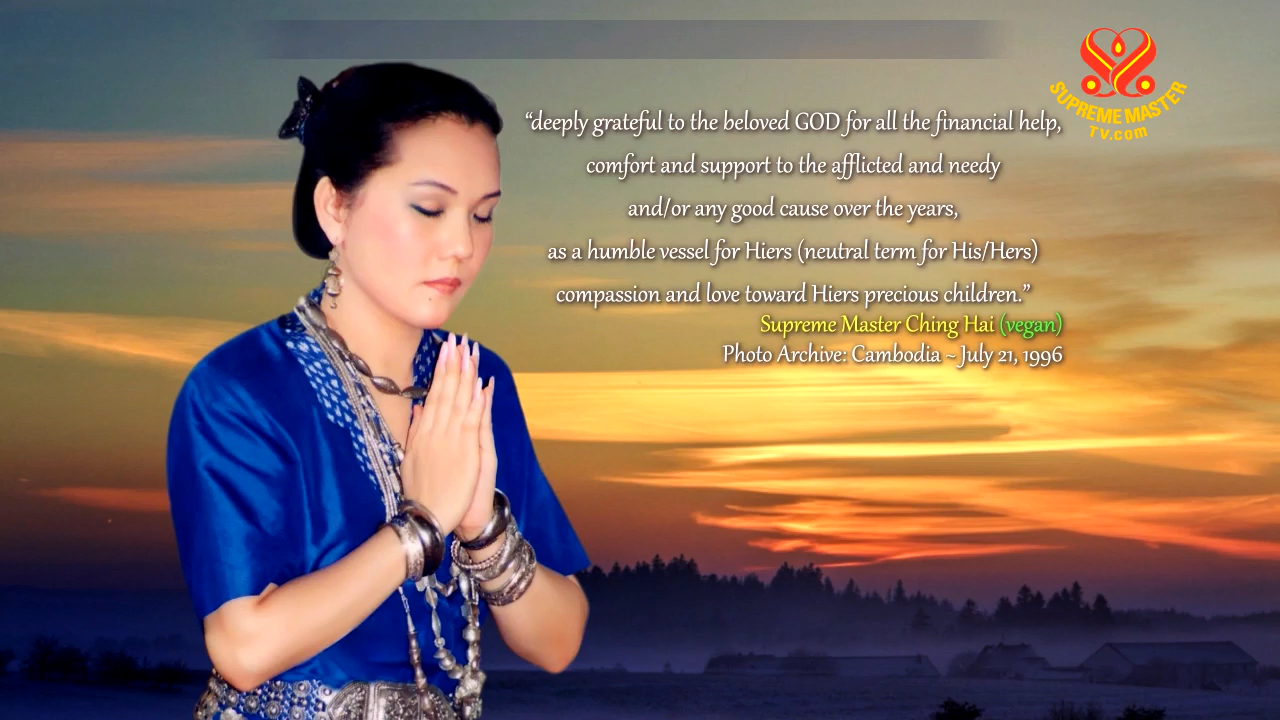 “deeply grateful to the beloved GOD for all the financial help,
comfort and support to the afflicted and needy
and/or any good cause over the years,
as a humble vessel for Hiers (neutral term for His/Hers)
compassion and love toward Hiers precious children.”
Supreme Master Ching Hai (vegan)
Photo Archive: Cambodia ~ July 21, 1996
SUPREME MASTER
TV.com